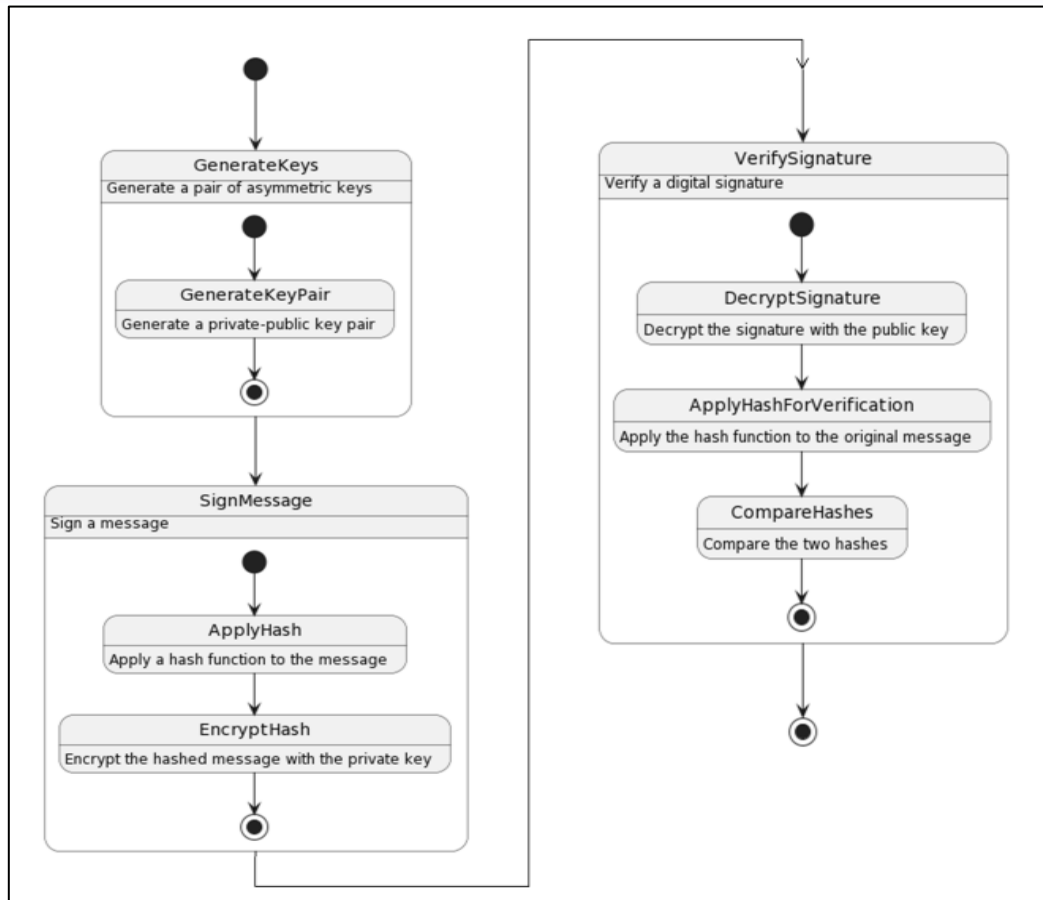 GenerateKeys
Generate a pair of asymmetric keys
GenerateKeyPair
Generate a private-public key pair
SignMessage
Sign a message
ApplyHash
Apply a hash function to the message
EncryptHash
Encrypt the hashed message with the private key
VerifySignature
Verify a digital signature
DecryptSignature
Decrypt the signature with the public key
ApplyHashForVerification
Apply the hash function to the original message
CompareHashes
Compare the two hashes